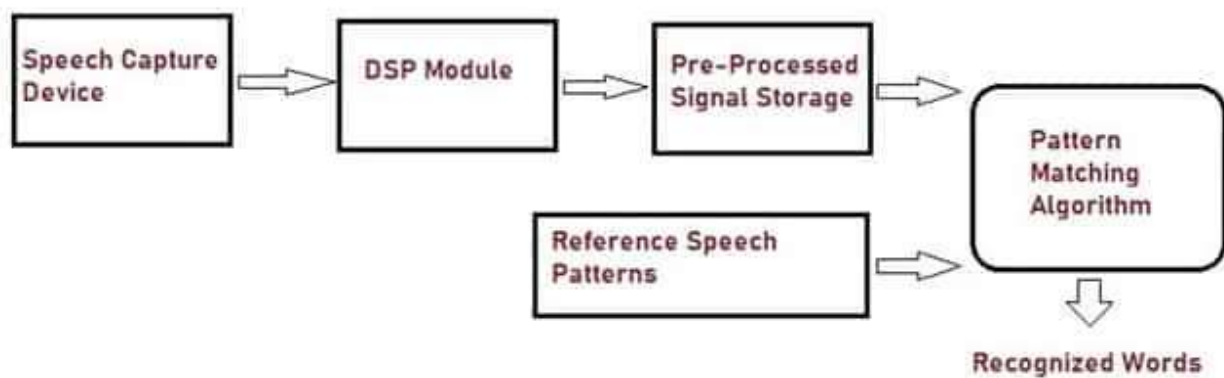 Speech Capture
Device
DSP Module
Pre-Processed
Signal Storage
Pattern
Matching
Algorithm
Reference Speech
Patterns
Recognized Words